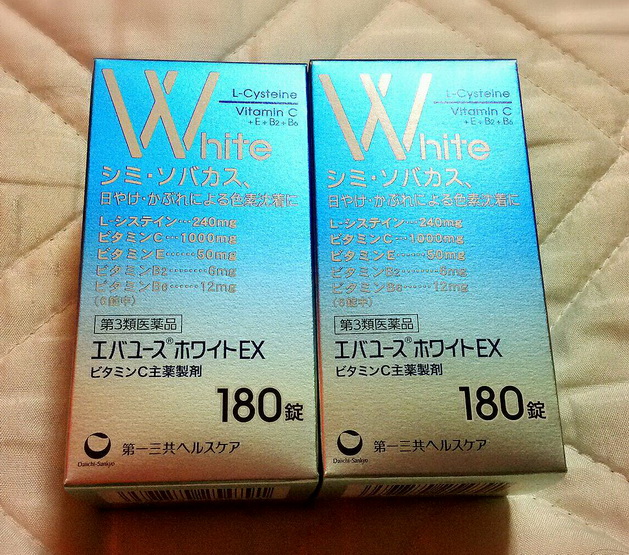 White
L-Cysteine
Vitamin C
+E+B2+B6
シミ・ソバカス、
日やけ・かぶれによる色素沈着に
L-システイン…240mg
ビタミンC…1000mg
ビタミンE……50mg
ビタミンB2………6mg
ビタミンB6……12mg
(6錠中)
第3類医薬品
エバユース®ホワイトEX
ビタミンC主薬製剤
180錠
Daiichi-Sankyo
第一三共ヘルスケア
White
L-Cysteine
Vitamin C
+E+B2+B6
シミ・ソバカス、
日やけ・かぶれによる色素沈着に
L-システイン…240mg
ビタミンC…1000mg
ビタミンE……50mg
ビタミンB2………6mg
ビタミンB6……12mg
(6錠中)
第3類医薬品
エバユース®ホワイトEX
ビタミンC主薬製剤
180錠
Daiichi-Sankyo
第一三共ヘルスケア